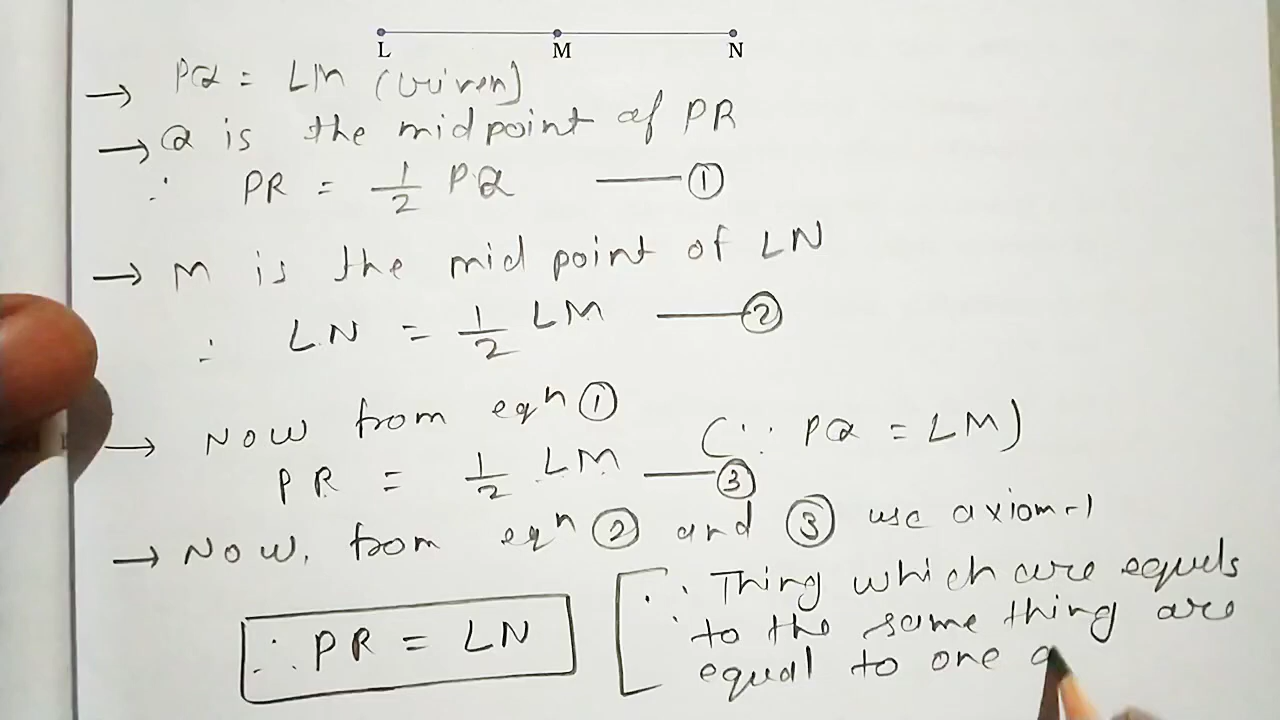 L M N
→ PQ = LM (Given)
→ Q is the midpoint of PR
∴ PR = 1/2 PQ —— ①
→ M is the mid point of LN
∴ LN = 1/2 LM —— ②
→ Now from eqn ①
PR = 1/2 LM —— ③ (∵ PQ = LM)
→ Now, from eqn ② and ③ use axiom-1
∴ PR = LN
[∵ Thing which are equels
to the same thing are
equal to one